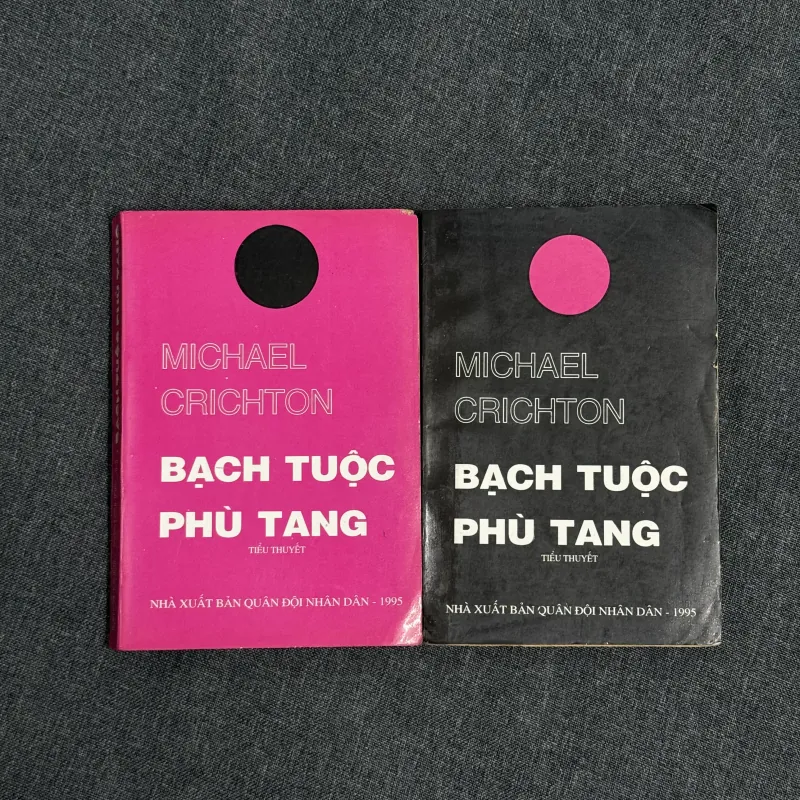 MICHAEL
CRICHTON
BẠCH TUỘC
PHÙ TANG
TIỂU THUYẾT
NHÀ XUẤT BẢN QUÂN ĐỘI NHÂN DÂN - 1995
MICHAEL
CRICHTON
BẠCH TUỘC
PHÙ TANG
TIỂU THUYẾT
NHÀ XUẤT BẢN QUÂN ĐỘI NHÂN DÂN - 1995